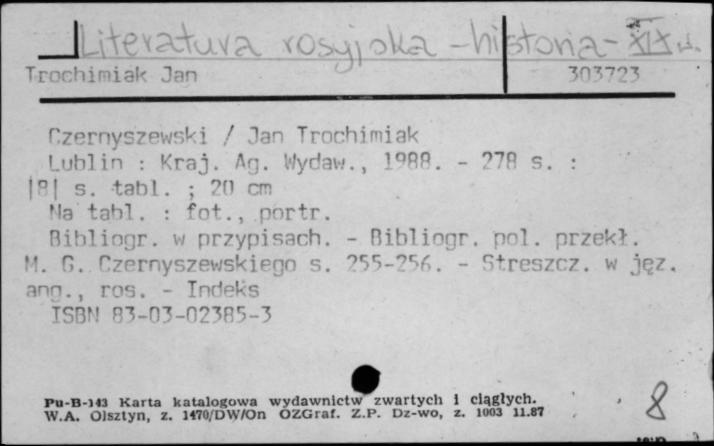 Literatura rosyjska - historia - XIX w.
Trochimiak Jan 303723
Czernyszewski / Jan Trochimiak
Lublin : Kraj. Ag. Wydaw., 1988. - 278 s. :
|8| s. tabl. ; 20 cm
Na tabl. : fot., portr.
Bibliogr. w przypisach. - Bibliogr. pol. przekł.
M. G. Czernyszewskiego s. 255-256. - Streszcz. w jęz.
ang., ros. - Indeks
ISBN 83-03-02385-3
Pu-B-143 Karta katalogowa wydawnictw zwartych i ciągłych.
W.A. Olsztyn, z. 1470/DW/On OZGraf. Z.P. Dz-wo, z. 1003 11.87
8